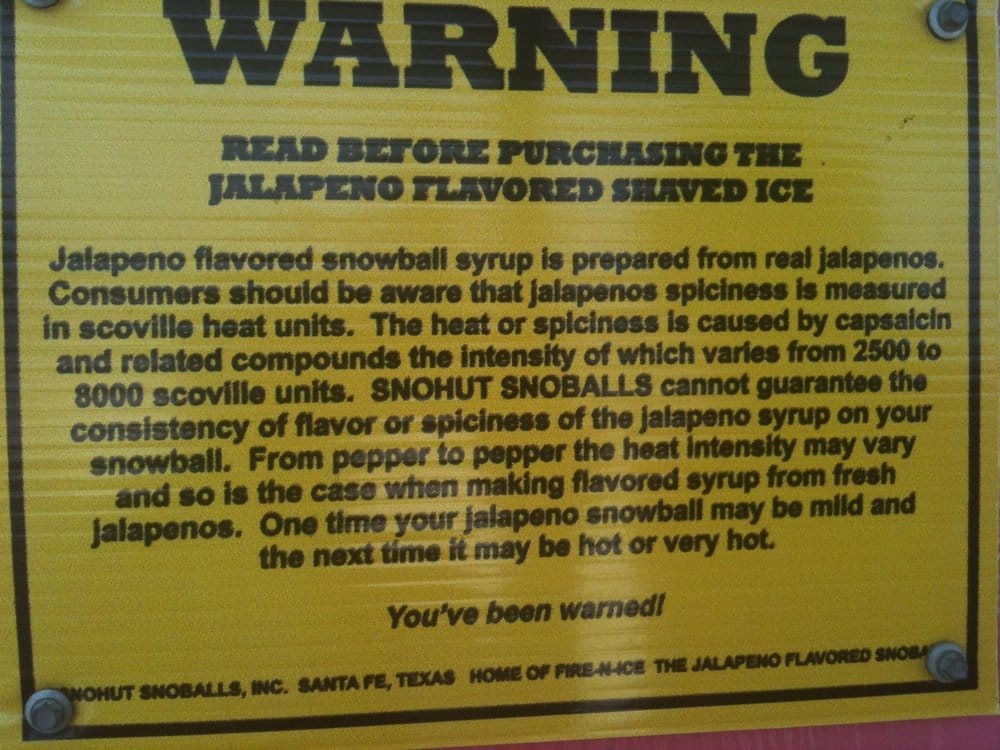 WARNING
READ BEFORE PURCHASING THE
JALAPENO FLAVORED SHAVED ICE
Jalapeno flavored snowball syrup is prepared from real jalapenos.
Consumers should be aware that jalapenos spiciness is measured
in scoville heat units. The heat or spiciness is caused by capsaicin
and related compounds the intensity of which varies from 2500 to
8000 scoville units. SNOHUT SNOBALLS cannot guarantee the
consistency of flavor or spiciness of the jalapeno syrup on your
snowball. From pepper to pepper the heat intensity may vary
and so is the case when making flavored syrup from fresh
jalapenos. One time your jalapeno snowball may be mild and
the next time it may be hot or very hot.
You've been warned!
SNOHUT SNOBALLS, INC. SANTA FE, TEXAS HOME OF FIRE-N-ICE THE JALAPENO FLAVORED